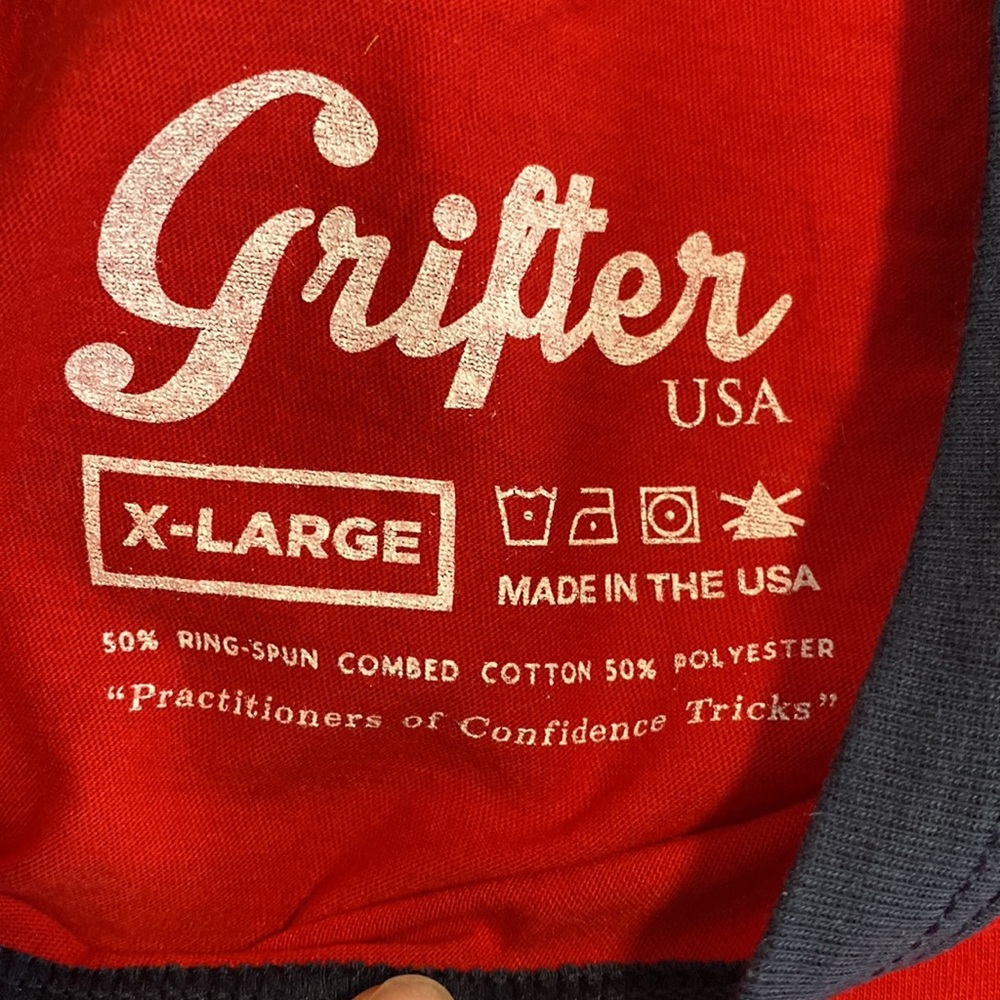 Grifter
USA
X-LARGE
MADE IN THE USA
50% RING-SPUN COMBED COTTON 50% POLYESTER
“Practitioners of Confidence Tricks”